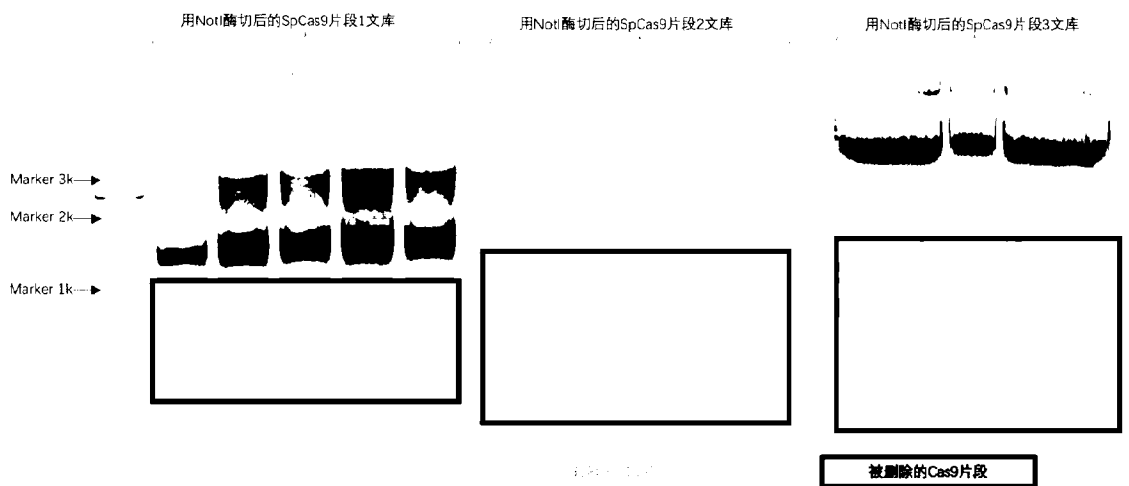 用NotI酶切后的SpCas9片段1文库
用NotI酶切后的SpCas9片段2文库
用NotI酶切后的SpCas9片段3文库
Marker 3k
Marker 2k
Marker 1k
被删除的Cas9片段